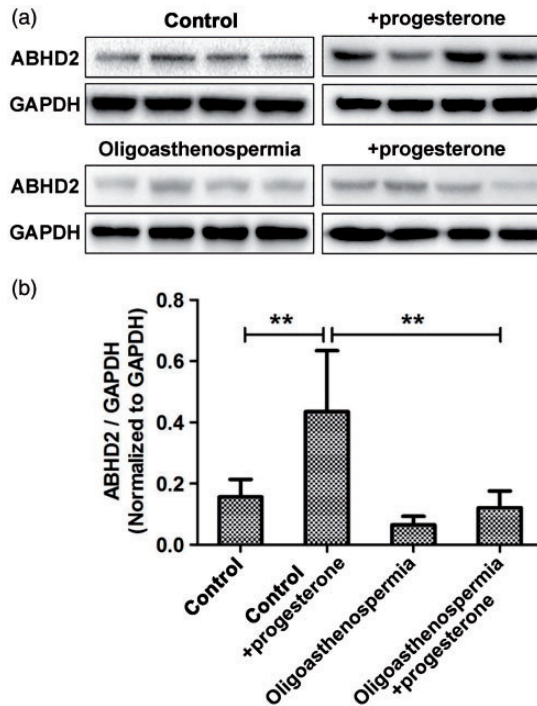 (a)
Control
+progesterone
ABHD2
GAPDH
Oligoasthenospermia
+progesterone
ABHD2
GAPDH
(b)
ABHD2 / GAPDH
(Normalized to GAPDH)
0.8
0.6
0.4
0.2
0.0
**
**
Control
Control
+progesterone
Oligoasthenospermia
Oligoasthenospermia
+progesterone